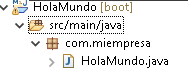 HolaMundo [boot]
src/main/java
com.miempresa
HolaMundo.java